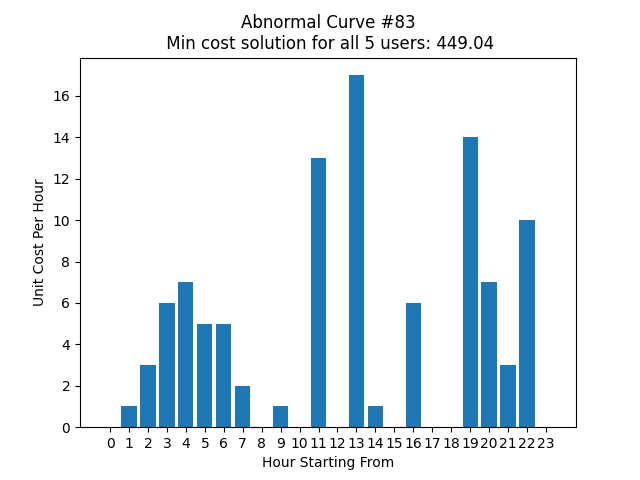 Abnormal Curve #83
Min cost solution for all 5 users: 449.04
Unit Cost Per Hour
16
14
12
10
8
6
4
2
0
0 1 2 3 4 5 6 7 8 9 10 11 12 13 14 15 16 17 18 19 20 21 22 23
Hour Starting From